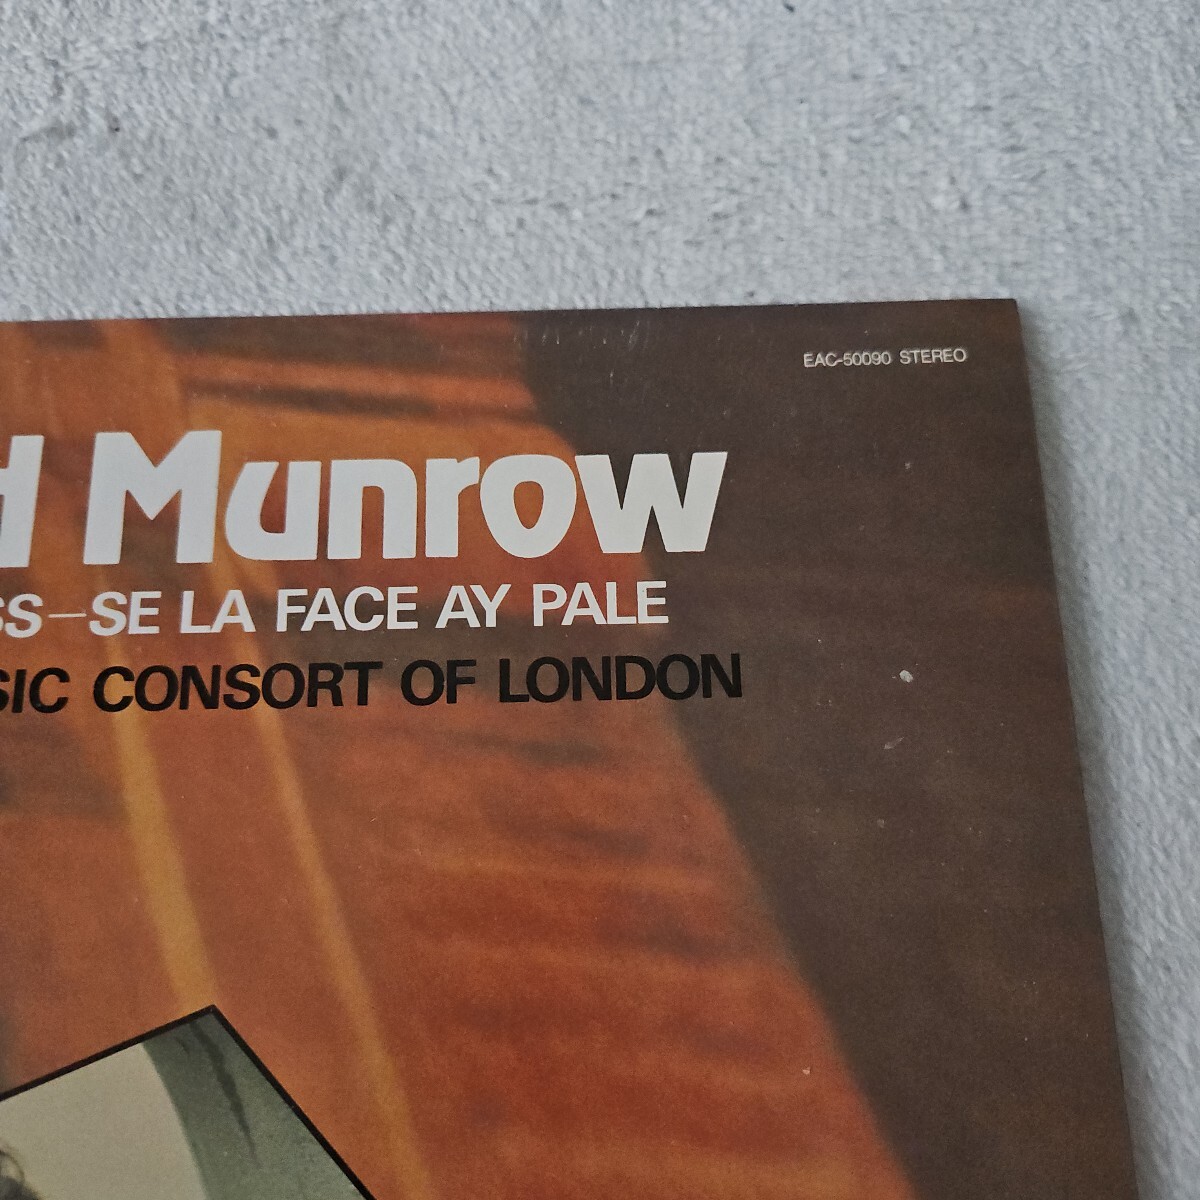 EAC-50090 STEREO
d Munrow
SS–SE LA FACE AY PALE
SIC CONSORT OF LONDON